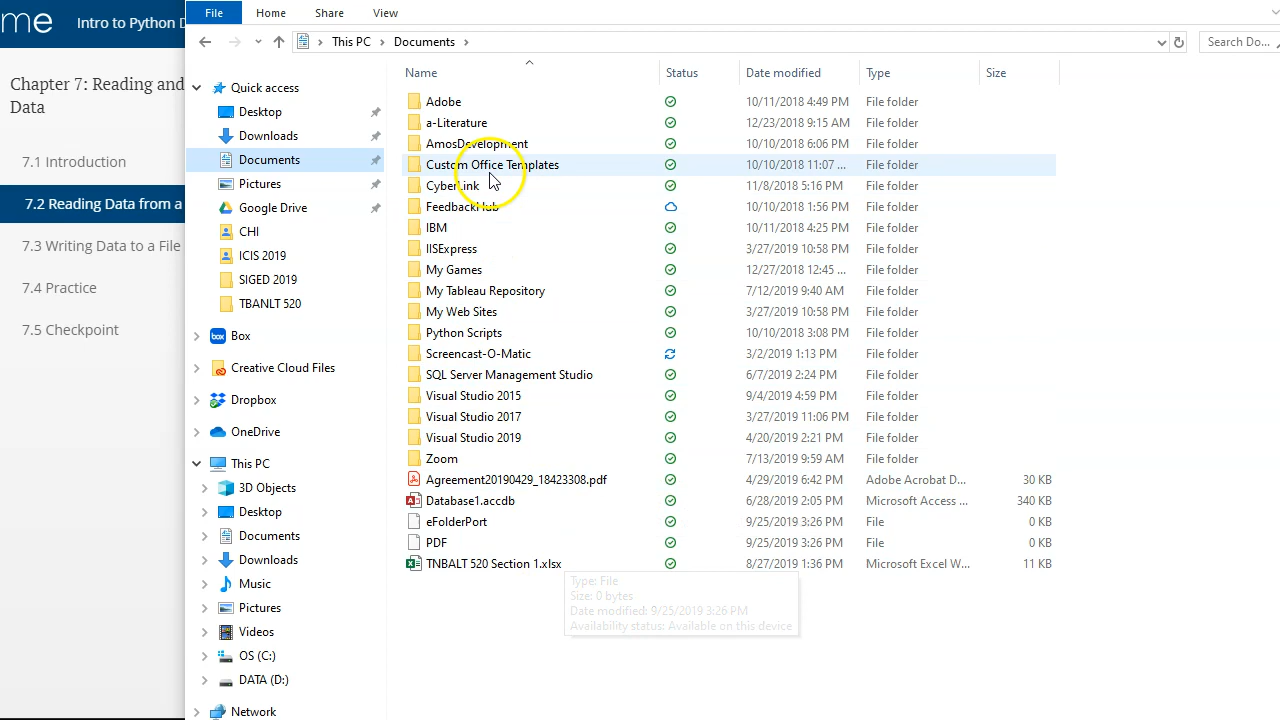 me Intro to Python D
Chapter 7: Reading and
Data
7.1 Introduction
7.2 Reading Data from a
7.3 Writing Data to a File
7.4 Practice
7.5 Checkpoint
File Home Share View
This PC > Documents > Search Do...
Quick access
Desktop
Downloads
Documents
Pictures
Google Drive
CHI
ICIS 2019
SIGED 2019
TBANLT 520
box Box
Creative Cloud Files
Dropbox
OneDrive
This PC
3D Objects
Desktop
Documents
Downloads
Music
Pictures
Videos
OS (C:)
DATA (D:)
Network
Name Status Date modified Type Size
Adobe 10/11/2018 4:49 PM File folder
a-Literature 12/23/2018 9:15 AM File folder
AmosDevelopment 10/10/2018 6:06 PM File folder
Custom Office Templates 10/10/2018 11:07 ... File folder
CyberLink 11/8/2018 5:16 PM File folder
FeedbackHub 10/10/2018 1:56 PM File folder
IBM 10/11/2018 4:25 PM File folder
IISExpress 3/27/2019 10:58 PM File folder
My Games 12/27/2018 12:45 ... File folder
My Tableau Repository 7/12/2019 9:40 AM File folder
My Web Sites 3/27/2019 10:58 PM File folder
Python Scripts 10/10/2018 3:08 PM File folder
Screencast-O-Matic 3/2/2019 1:13 PM File folder
SQL Server Management Studio 6/7/2019 2:24 PM File folder
Visual Studio 2015 9/4/2019 4:59 PM File folder
Visual Studio 2017 3/27/2019 11:06 PM File folder
Visual Studio 2019 4/20/2019 2:21 PM File folder
Zoom 7/13/2019 9:59 AM File folder
Agreement20190429_18423308.pdf 4/29/2019 6:42 PM Adobe Acrobat D... 30 KB
Database1.accdb 6/28/2019 2:05 PM Microsoft Access ... 340 KB
eFolderPort 9/25/2019 3:26 PM File 0 KB
PDF 9/25/2019 3:26 PM File 0 KB
TNBALT 520 Section 1.xlsx 8/27/2019 1:36 PM Microsoft Excel W... 11 KB
Type: File
Size: 0 bytes
Date modified: 9/25/2019 3:26 PM
Availability status: Available on this device